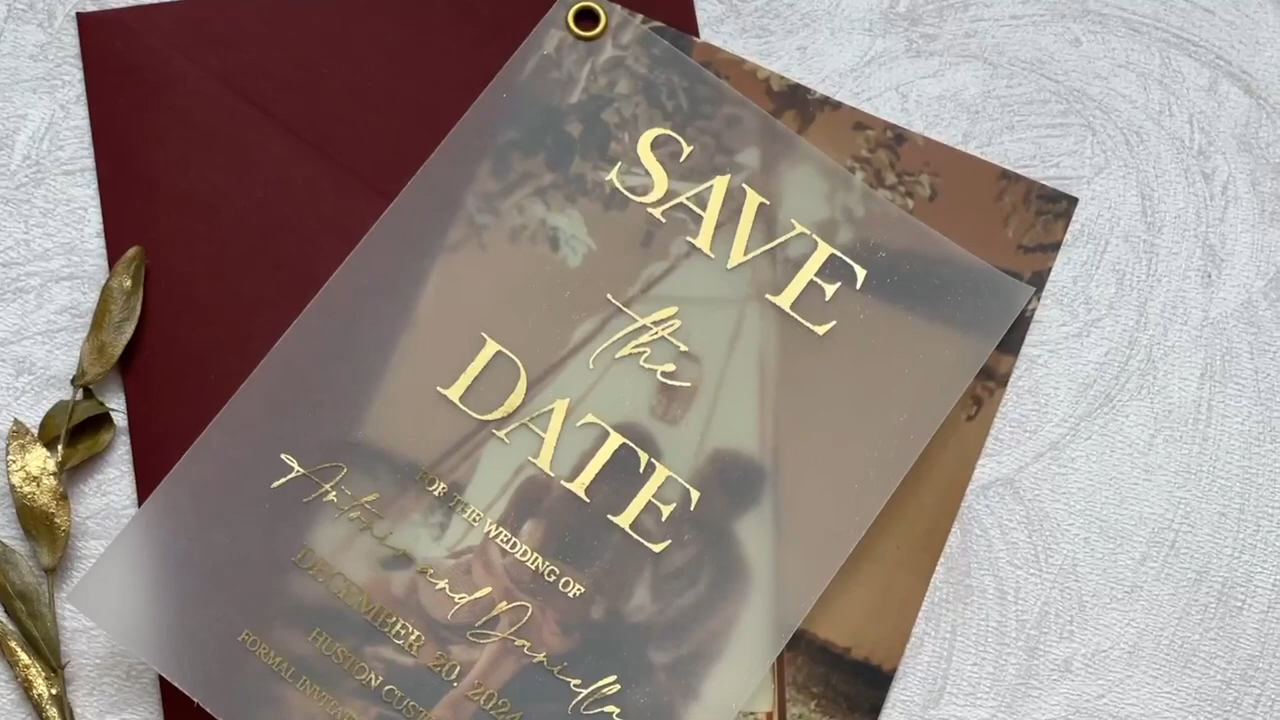 SAVE
the
DATE
FOR THE WEDDING OF
Antonio and Daniella
DECEMBER 20, 2024
HUSTON
FORMAL